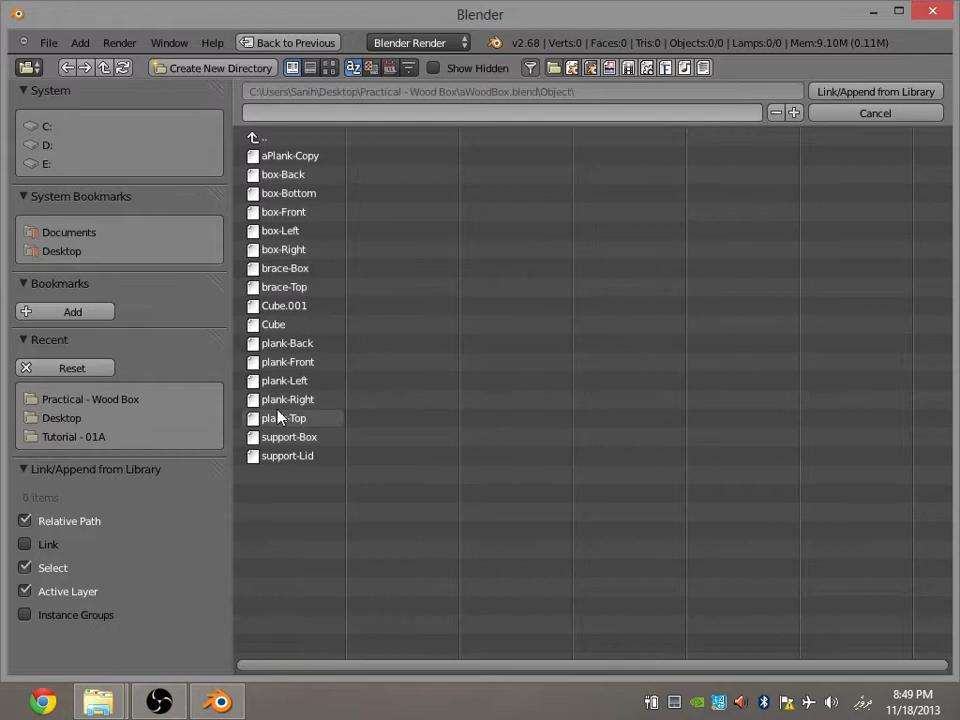 Blender
File Add Render Window Help Back to Previous Blender Render v2.68 | Verts:0 | Faces:0 | Tris:0 | Objects:0/0 | Lamps:0/0 | Mem:9.10M (0.11M)
Create New Directory Show Hidden
System
C:\Users\Sanih\Desktop\Practical - Wood Box\aWoodBox.blend\Object\ Link/Append from Library
Cancel
C:
D:
E:
System Bookmarks
Documents
Desktop
Bookmarks
Add
Recent
Reset
Practical - Wood Box
Desktop
Tutorial - 01A
Link/Append from Library
0 items
Relative Path
Link
Select
Active Layer
Instance Groups
..
aPlank-Copy
box-Back
box-Bottom
box-Front
box-Left
box-Right
brace-Box
brace-Top
Cube.001
Cube
plank-Back
plank-Front
plank-Left
plank-Right
plank-Top
support-Box
support-Lid
8:49 PM
11/18/2013